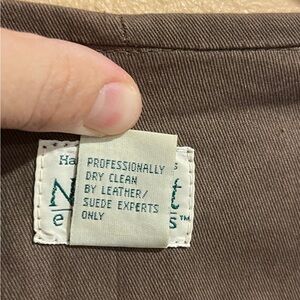 PROFESSIONALLY
DRY CLEAN
BY LEATHER/
SUEDE EXPERTS
ONLY